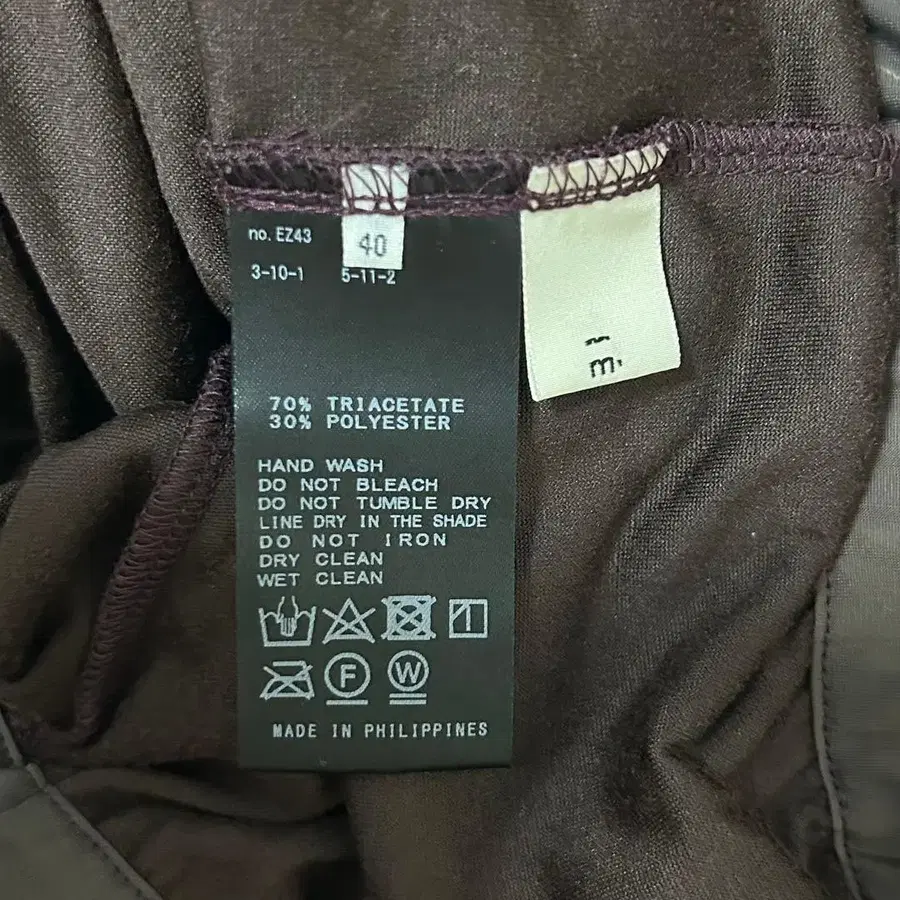 no. EZ43
40
3-10-1
5-11-2
70% TRIACETATE
30% POLYESTER
HAND WASH
DO NOT BLEACH
DO NOT TUMBLE DRY
LINE DRY IN THE SHADE
DO NOT IRON
DRY CLEAN
WET CLEAN
F W
MADE IN PHILIPPINES